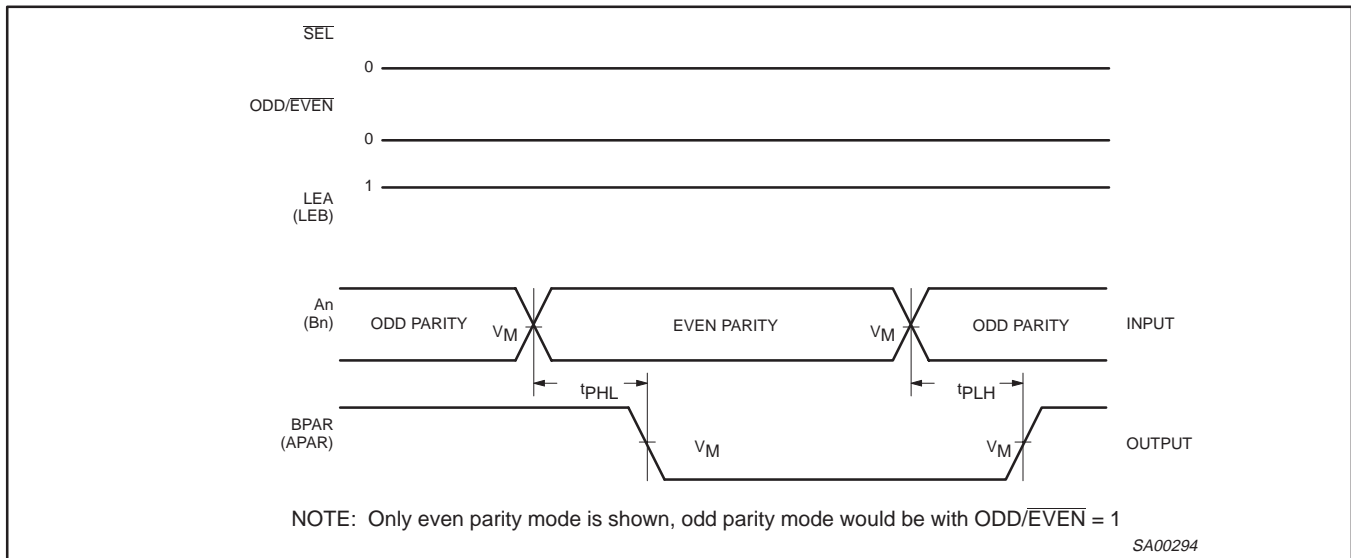 SEL
0
ODD/EVEN
0
1
LEA
(LEB)
An
(Bn)
ODD PARITY
VM
EVEN PARITY
VM
ODD PARITY
INPUT
tPHL
tPLH
BPAR
(APAR)
VM
VM
OUTPUT
NOTE: Only even parity mode is shown, odd parity mode would be with ODD/EVEN = 1
SA00294